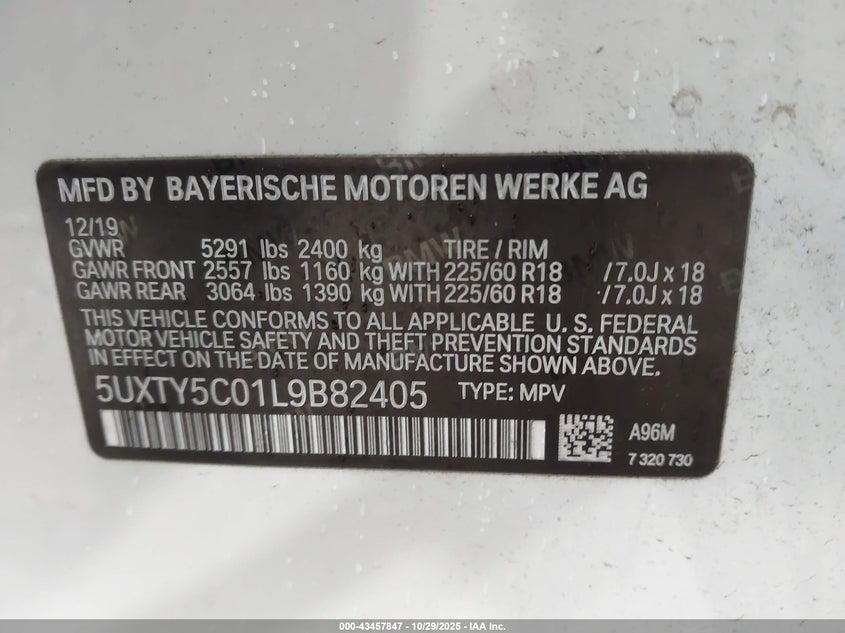 MFD BY BAYERISCHE MOTOREN WERKE AG
12/19
GVWR 5291 lbs 2400 kg TIRE / RIM
GAWR FRONT 2557 lbs 1160 kg WITH 225/60 R18 / 7.0J x 18
GAWR REAR 3064 lbs 1390 kg WITH 225/60 R18 / 7.0J x 18
THIS VEHICLE CONFORMS TO ALL APPLICABLE U. S. FEDERAL
MOTOR VEHICLE SAFETY AND THEFT PREVENTION STANDARDS
IN EFFECT ON THE DATE OF MANUFACTURE SHOWN ABOVE.
5UXTY5C01L9B82405 TYPE: MPV
A96M
7 320 730
000-43457847 | 10/29/2025 - IAA Inc.